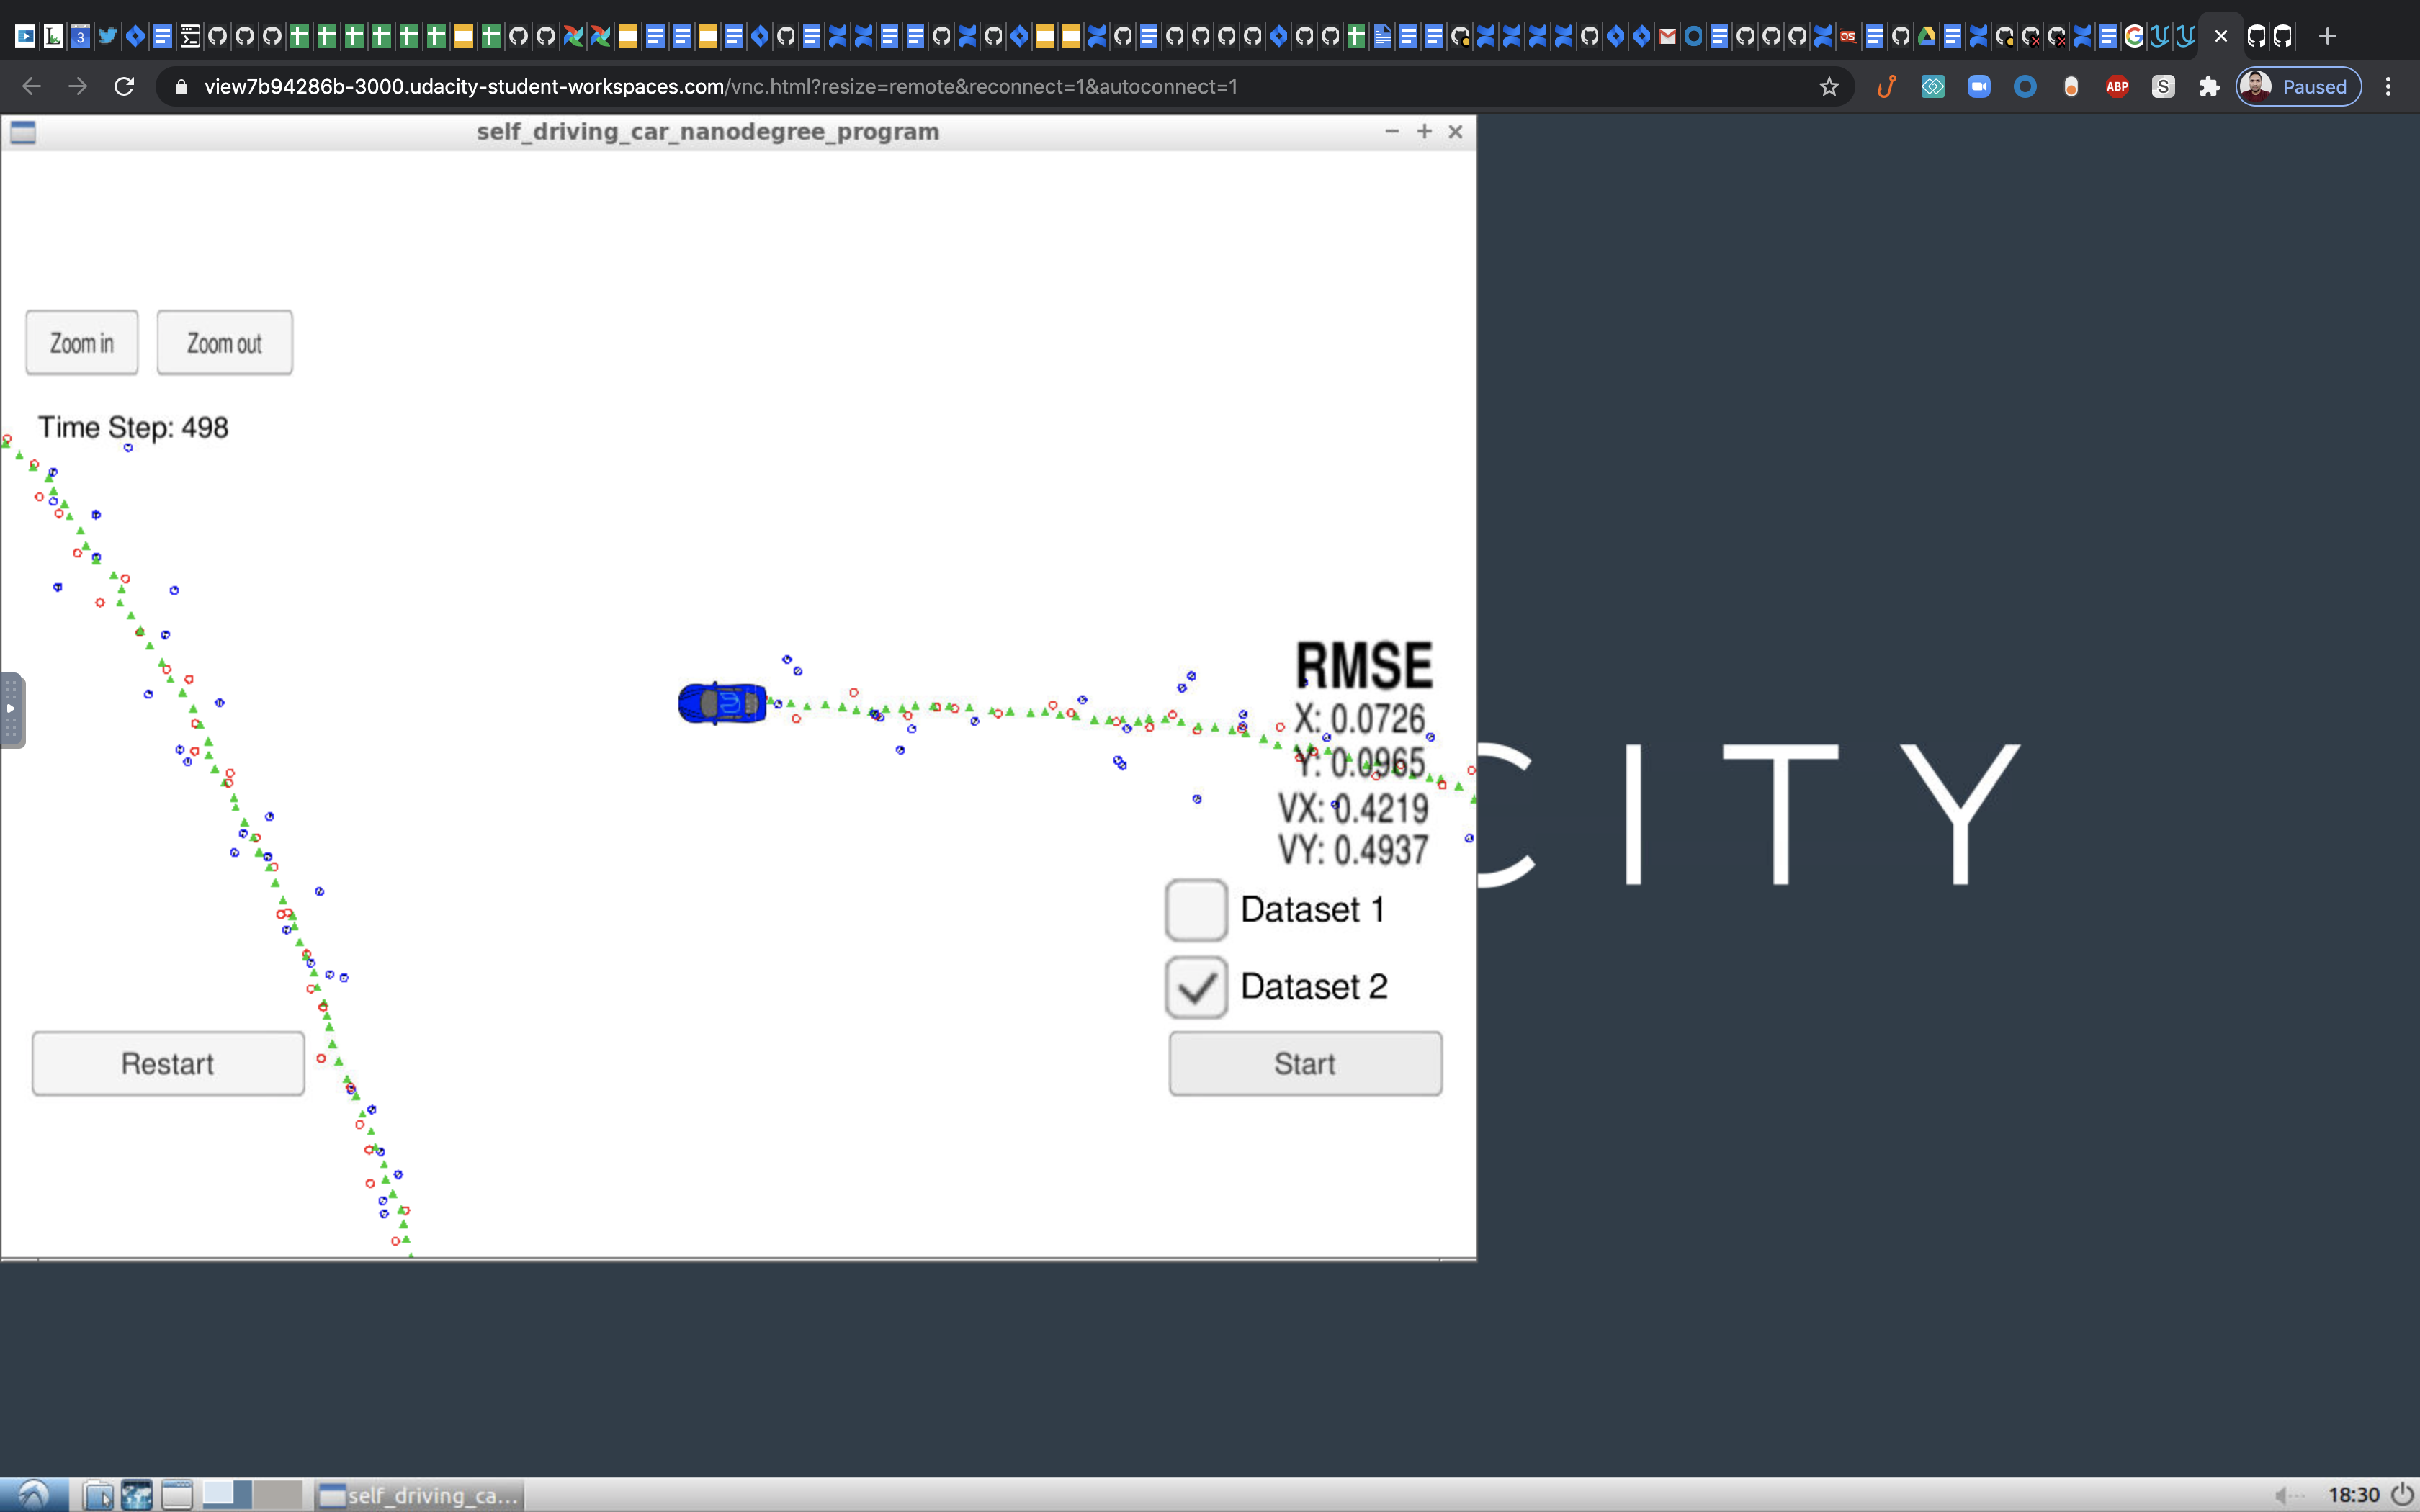 view7b94286b-3000.udacity-student-workspaces.com/vnc.html?resize=remote&reconnect=1&autoconnect=1
ABP
S
Paused
self_driving_car_nanodegree_program
Zoom in
Zoom out
Time Step: 498
RMSE
X: 0.0726
Y: 0.0965
VX: 0.4219
VY: 0.4937
CITY
Dataset 1
Dataset 2
Restart
Start
self_driving_ca...
18:30